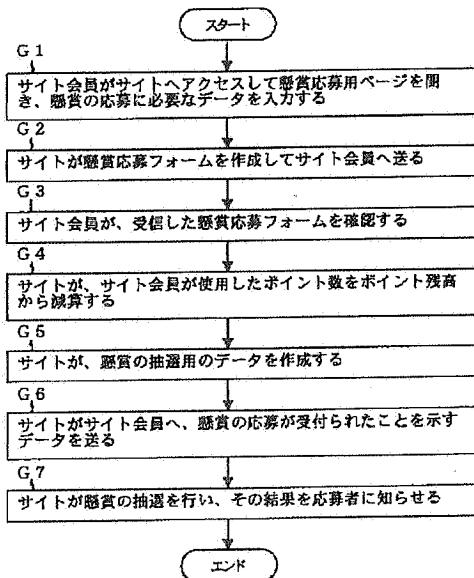 スタート
G1
サイト会員がサイトへアクセスして懸賞応募用ページを開
き、懸賞の応募に必要なデータを入力する
G2
サイトが懸賞応募フォームを作成してサイト会員へ送る
G3
サイト会員が、受信した懸賞応募フォームを確認する
G4
サイトが、サイト会員が使用したポイント数をポイント残高
から減算する
G5
サイトが、懸賞の抽選用のデータを作成する
G6
サイトがサイト会員へ、懸賞の応募が受付られたことを示す
データを送る
G7
サイトが懸賞の抽選を行い、その結果を応募者に知らせる
エンド